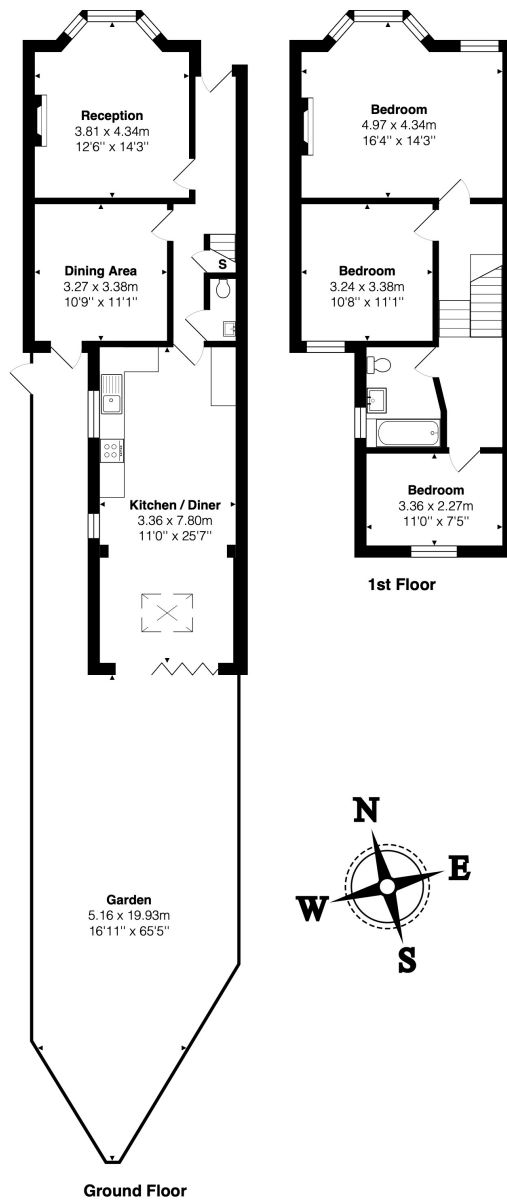 Reception
3.81 x 4.34m
12'6'' x 14'3''
Dining Area
3.27 x 3.38m
10'9'' x 11'1''
S
Kitchen / Diner
3.36 x 7.80m
11'0'' x 25'7''
Garden
5.16 x 19.93m
16'11'' x 65'5''
Ground Floor
Bedroom
4.97 x 4.34m
16'4'' x 14'3''
Bedroom
3.24 x 3.38m
10'8'' x 11'1''
Bedroom
3.36 x 2.27m
11'0'' x 7'5''
1st Floor
N
E
W
S